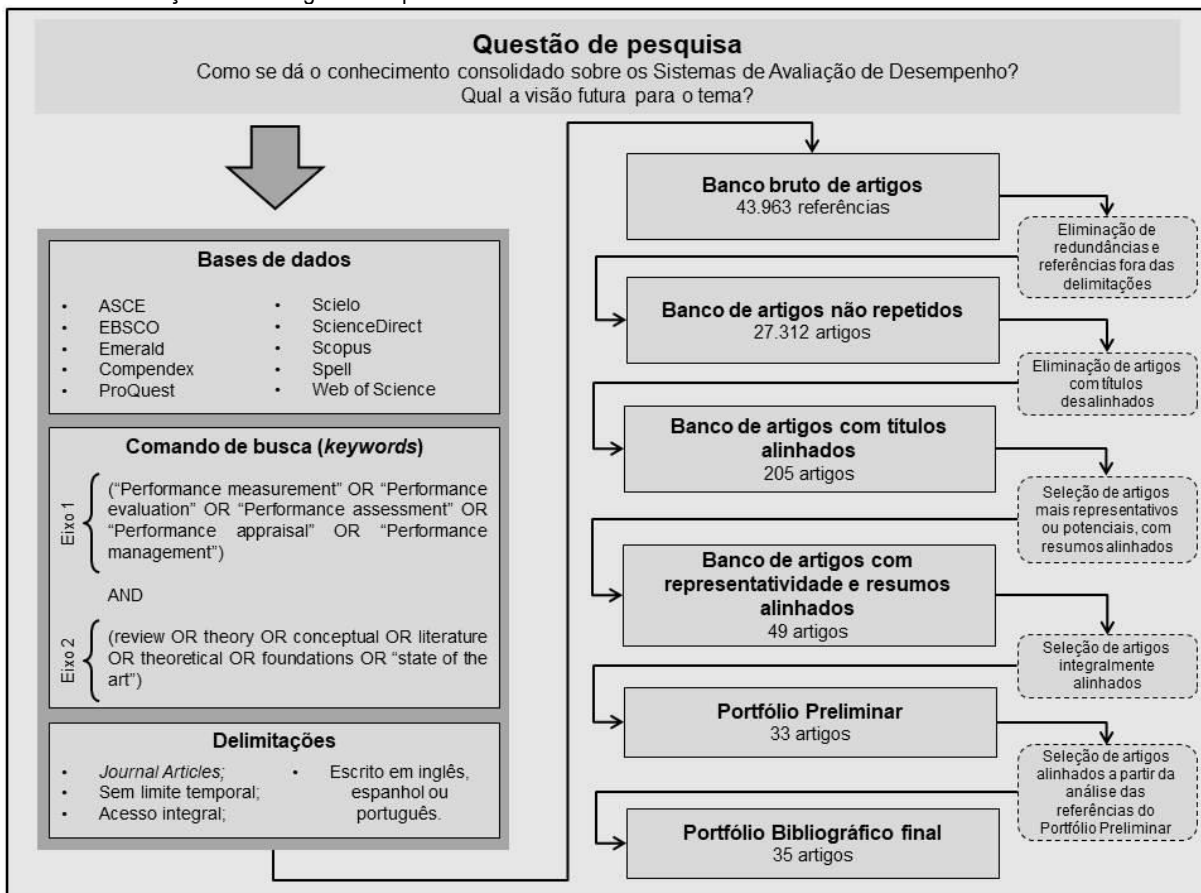 Questão de pesquisa
Como se dá o conhecimento consolidado sobre os Sistemas de Avaliação de Desempenho?
Qual a visão futura para o tema?
Bases de dados
• ASCE
• EBSCO
• Emerald
• Compendex
• ProQuest
• Scielo
• ScienceDirect
• Scopus
• Spell
• Web of Science
Comando de busca (keywords)
Eixo 1
(“Performance measurement” OR “Performance
evaluation” OR “Performance assessment” OR
“Performance appraisal” OR “Performance
management”)
AND
Eixo 2
(review OR theory OR conceptual OR literature
OR theoretical OR foundations OR “state of the
art”)
Delimitações
• Journal Articles;
• Sem limite temporal;
• Acesso integral;
• Escrito em inglês,
espanhol ou
português.
Banco bruto de artigos
43.963 referências
Eliminação de
redundâncias e
referências fora das
delimitações
Banco de artigos não repetidos
27.312 artigos
Eliminação de artigos
com títulos
desalinhados
Banco de artigos com títulos
alinhados
205 artigos
Seleção de artigos
mais representativos
ou potenciais, com
resumos alinhados
Banco de artigos com
representatividade e resumos
alinhados
49 artigos
Seleção de artigos
integralmente
alinhados
Portfólio Preliminar
33 artigos
Seleção de artigos
alinhados a partir da
análise das
referências do
Portfólio Preliminar
Portfólio Bibliográfico final
35 artigos